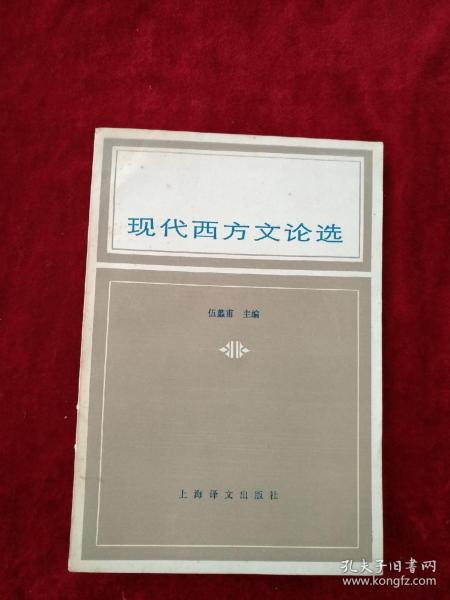 现代西方文论选
伍蠡甫 主编
上海译文出版社
孔夫子旧书网
www.kongfz.com